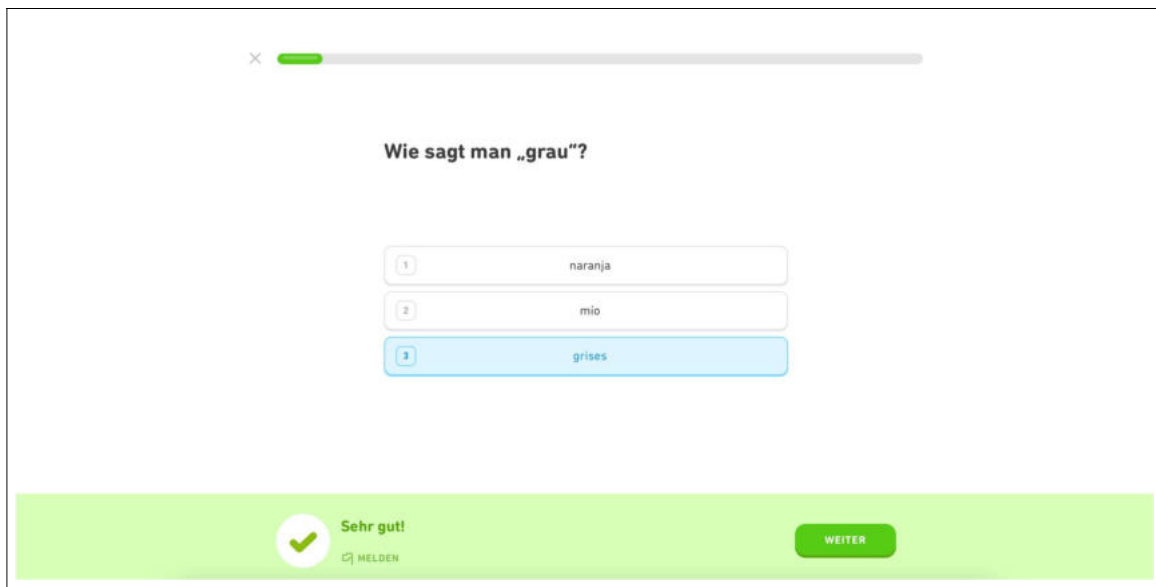 Wie sagt man „grau“?
1 naranja
2 mio
3 grises
Sehr gut!
MELDEN
WEITER